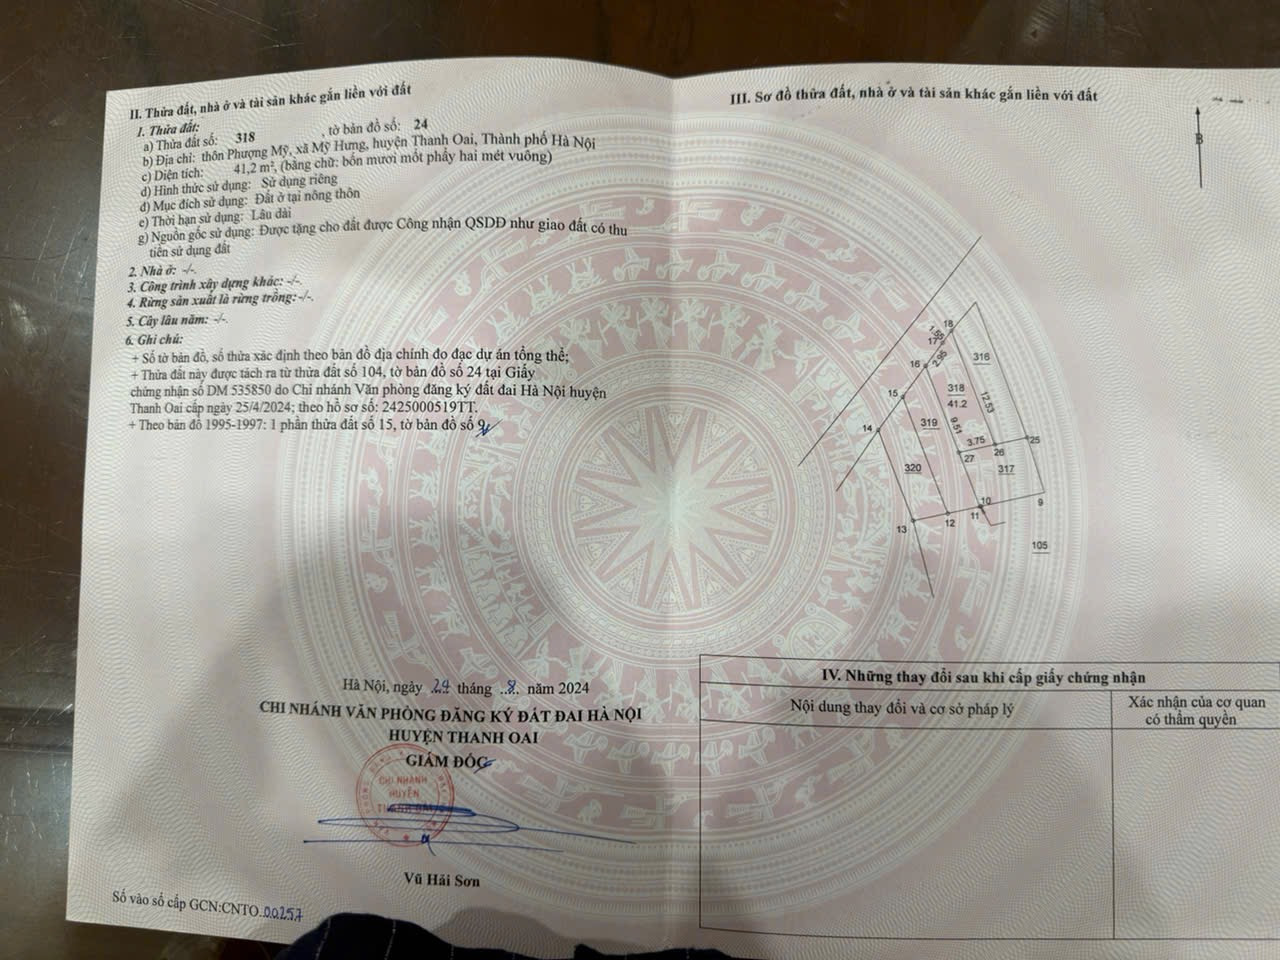 II. Thửa đất, nhà ở và tài sản khác gắn liền với đất
1. Thửa đất:
a) Thửa đất số: 318 , tờ bản đồ số: 24
b) Địa chỉ: thôn Phượng Mỹ, xã Mỹ Hưng, huyện Thanh Oai, Thành phố Hà Nội
c) Diện tích: 41,2 m², (bằng chữ: bốn mươi mốt phẩy hai mét vuông)
d) Hình thức sử dụng: Sử dụng riêng
đ) Mục đích sử dụng: Đất ở tại nông thôn
e) Thời hạn sử dụng: Lâu dài
g) Nguồn gốc sử dụng: Được tặng cho đất được Công nhận QSDĐ như giao đất có thu
tiền sử dụng đất
2. Nhà ở: -/-.
3. Công trình xây dựng khác: -/-.
4. Rừng sản xuất là rừng trồng: -/-.
5. Cây lâu năm: -/-.
6. Ghi chú:
+ Số tờ bản đồ, số thửa xác định theo bản đồ địa chính đo đạc dự án tổng thể;
+ Thửa đất này được tách ra từ thửa đất số 104, tờ bản đồ số 24 tại Giấy
chứng nhận số DM 535850 do Chi nhánh Văn phòng đăng ký đất đai Hà Nội huyện
Thanh Oai cấp ngày 25/4/2024; theo hồ sơ số: 2425000519TT.
+ Theo bản đồ 1995-1997: 1 phần thửa đất số 15, tờ bản đồ số
Hà Nội, ngày 29 tháng 8 năm 2024
CHI NHÁNH VĂN PHÒNG ĐĂNG KÝ ĐẤT ĐAI HÀ NỘI
HUYỆN THANH OAI
GIÁM ĐỐC
CHI NHÁNH
HUYỆN
THANH OAI
Vũ Hải Sơn
Số vào sổ cấp GCN:CNTO 00257
III. Sơ đồ thửa đất, nhà ở và tài sản khác gắn liền với đất
B
18
1.55
17
2.95
16
316
318
41.2
12.53
15
319
9.51
14
3.75
25
26
27
320
317
10
9
11
12
13
105
IV. Những thay đổi sau khi cấp giấy chứng nhận
Nội dung thay đổi và cơ sở pháp lý
Xác nhận của cơ quan
có thẩm quyền